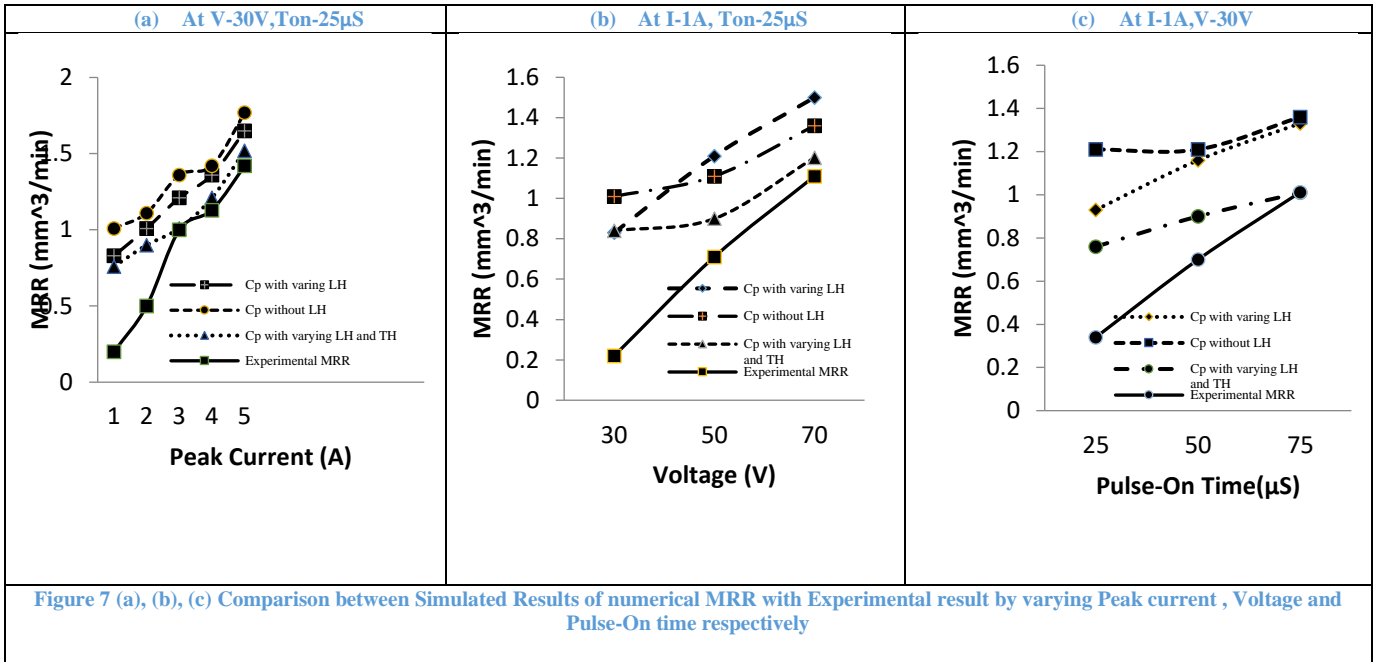 (a) At V-30V,Ton-25µS
(b) At I-1A, Ton-25µS
(c) At I-1A,V-30V
2
1.5
1
0.5
0
MRR (mm^3/min)
1 2 3 4 5
Peak Current (A)
Cp with varing LH
Cp without LH
Cp with varying LH and TH
Experimental MRR
1.6
1.4
1.2
1
0.8
0.6
0.4
0.2
0
MRR (mm^3/min)
30 50 70
Voltage (V)
Cp with varing LH
Cp without LH
Cp with varying LH
and TH
Experimental MRR
1.6
1.4
1.2
1
0.8
0.6
0.4
0.2
0
MRR (mm^3/min)
25 50 75
Pulse-On Time(µS)
Cp with varing LH
Cp without LH
Cp with varying LH
and TH
Experimental MRR
Figure 7 (a), (b), (c) Comparison between Simulated Results of numerical MRR with Experimental result by varying Peak current , Voltage and
Pulse-On time respectively